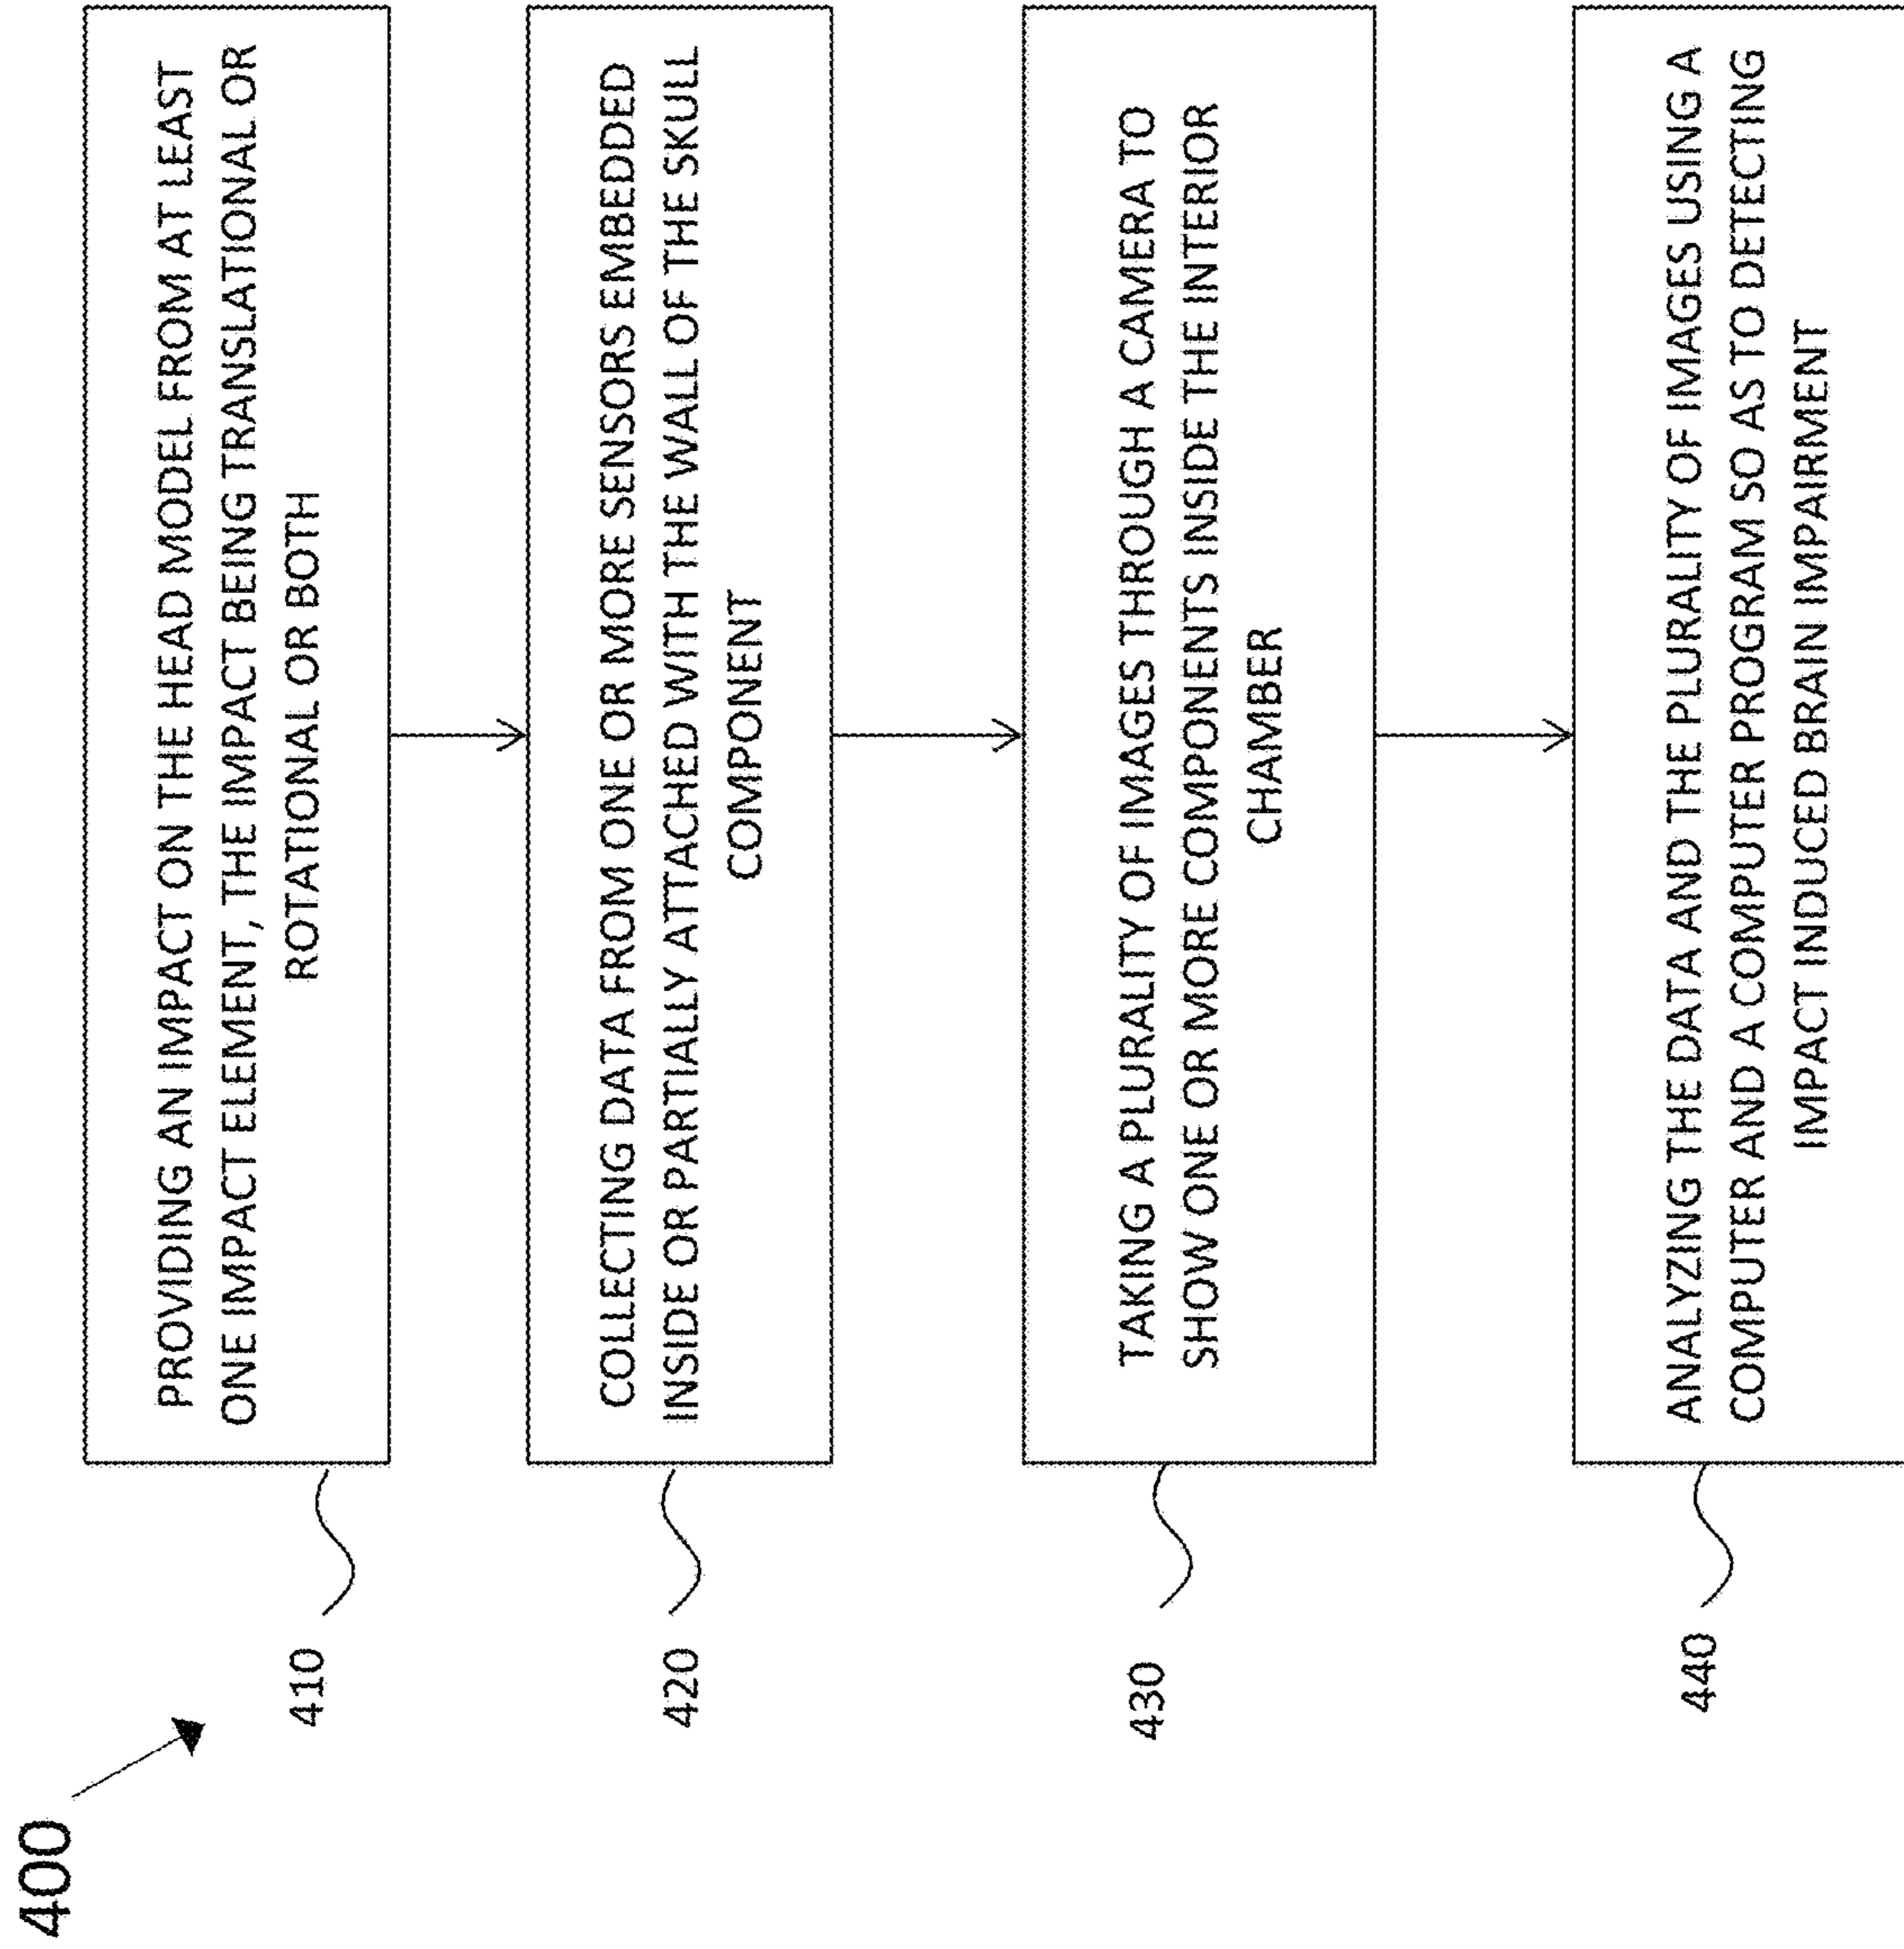 400
410
PROVIDING AN IMPACT ON THE HEAD MODEL FROM AT LEAST
ONE IMPACT ELEMENT, THE IMPACT BEING TRANSLATIONAL OR
ROTATIONAL OR BOTH
420
COLLECTING DATA FROM ONE OR MORE SENSORS EMBEDDED
INSIDE OR PARTIALLY ATTACHED WITH THE WALL OF THE SKULL
COMPONENT
430
TAKING A PLURALITY OF IMAGES THROUGH A CAMERA TO
SHOW ONE OR MORE COMPONENTS INSIDE THE INTERIOR
CHAMBER
440
ANALYZING THE DATA AND THE PLURALITY OF IMAGES USING A
COMPUTER AND A COMPUTER PROGRAM SO AS TO DETECTING
IMPACT INDUCED BRAIN IMPAIRMENT